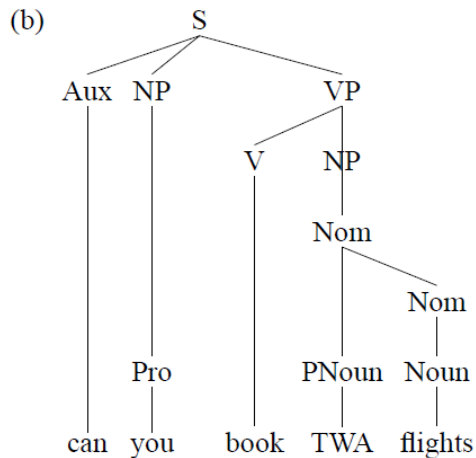 (b) S
Aux NP VP
V NP
Nom
Nom
Pro PNoun Noun
can you book TWA flights